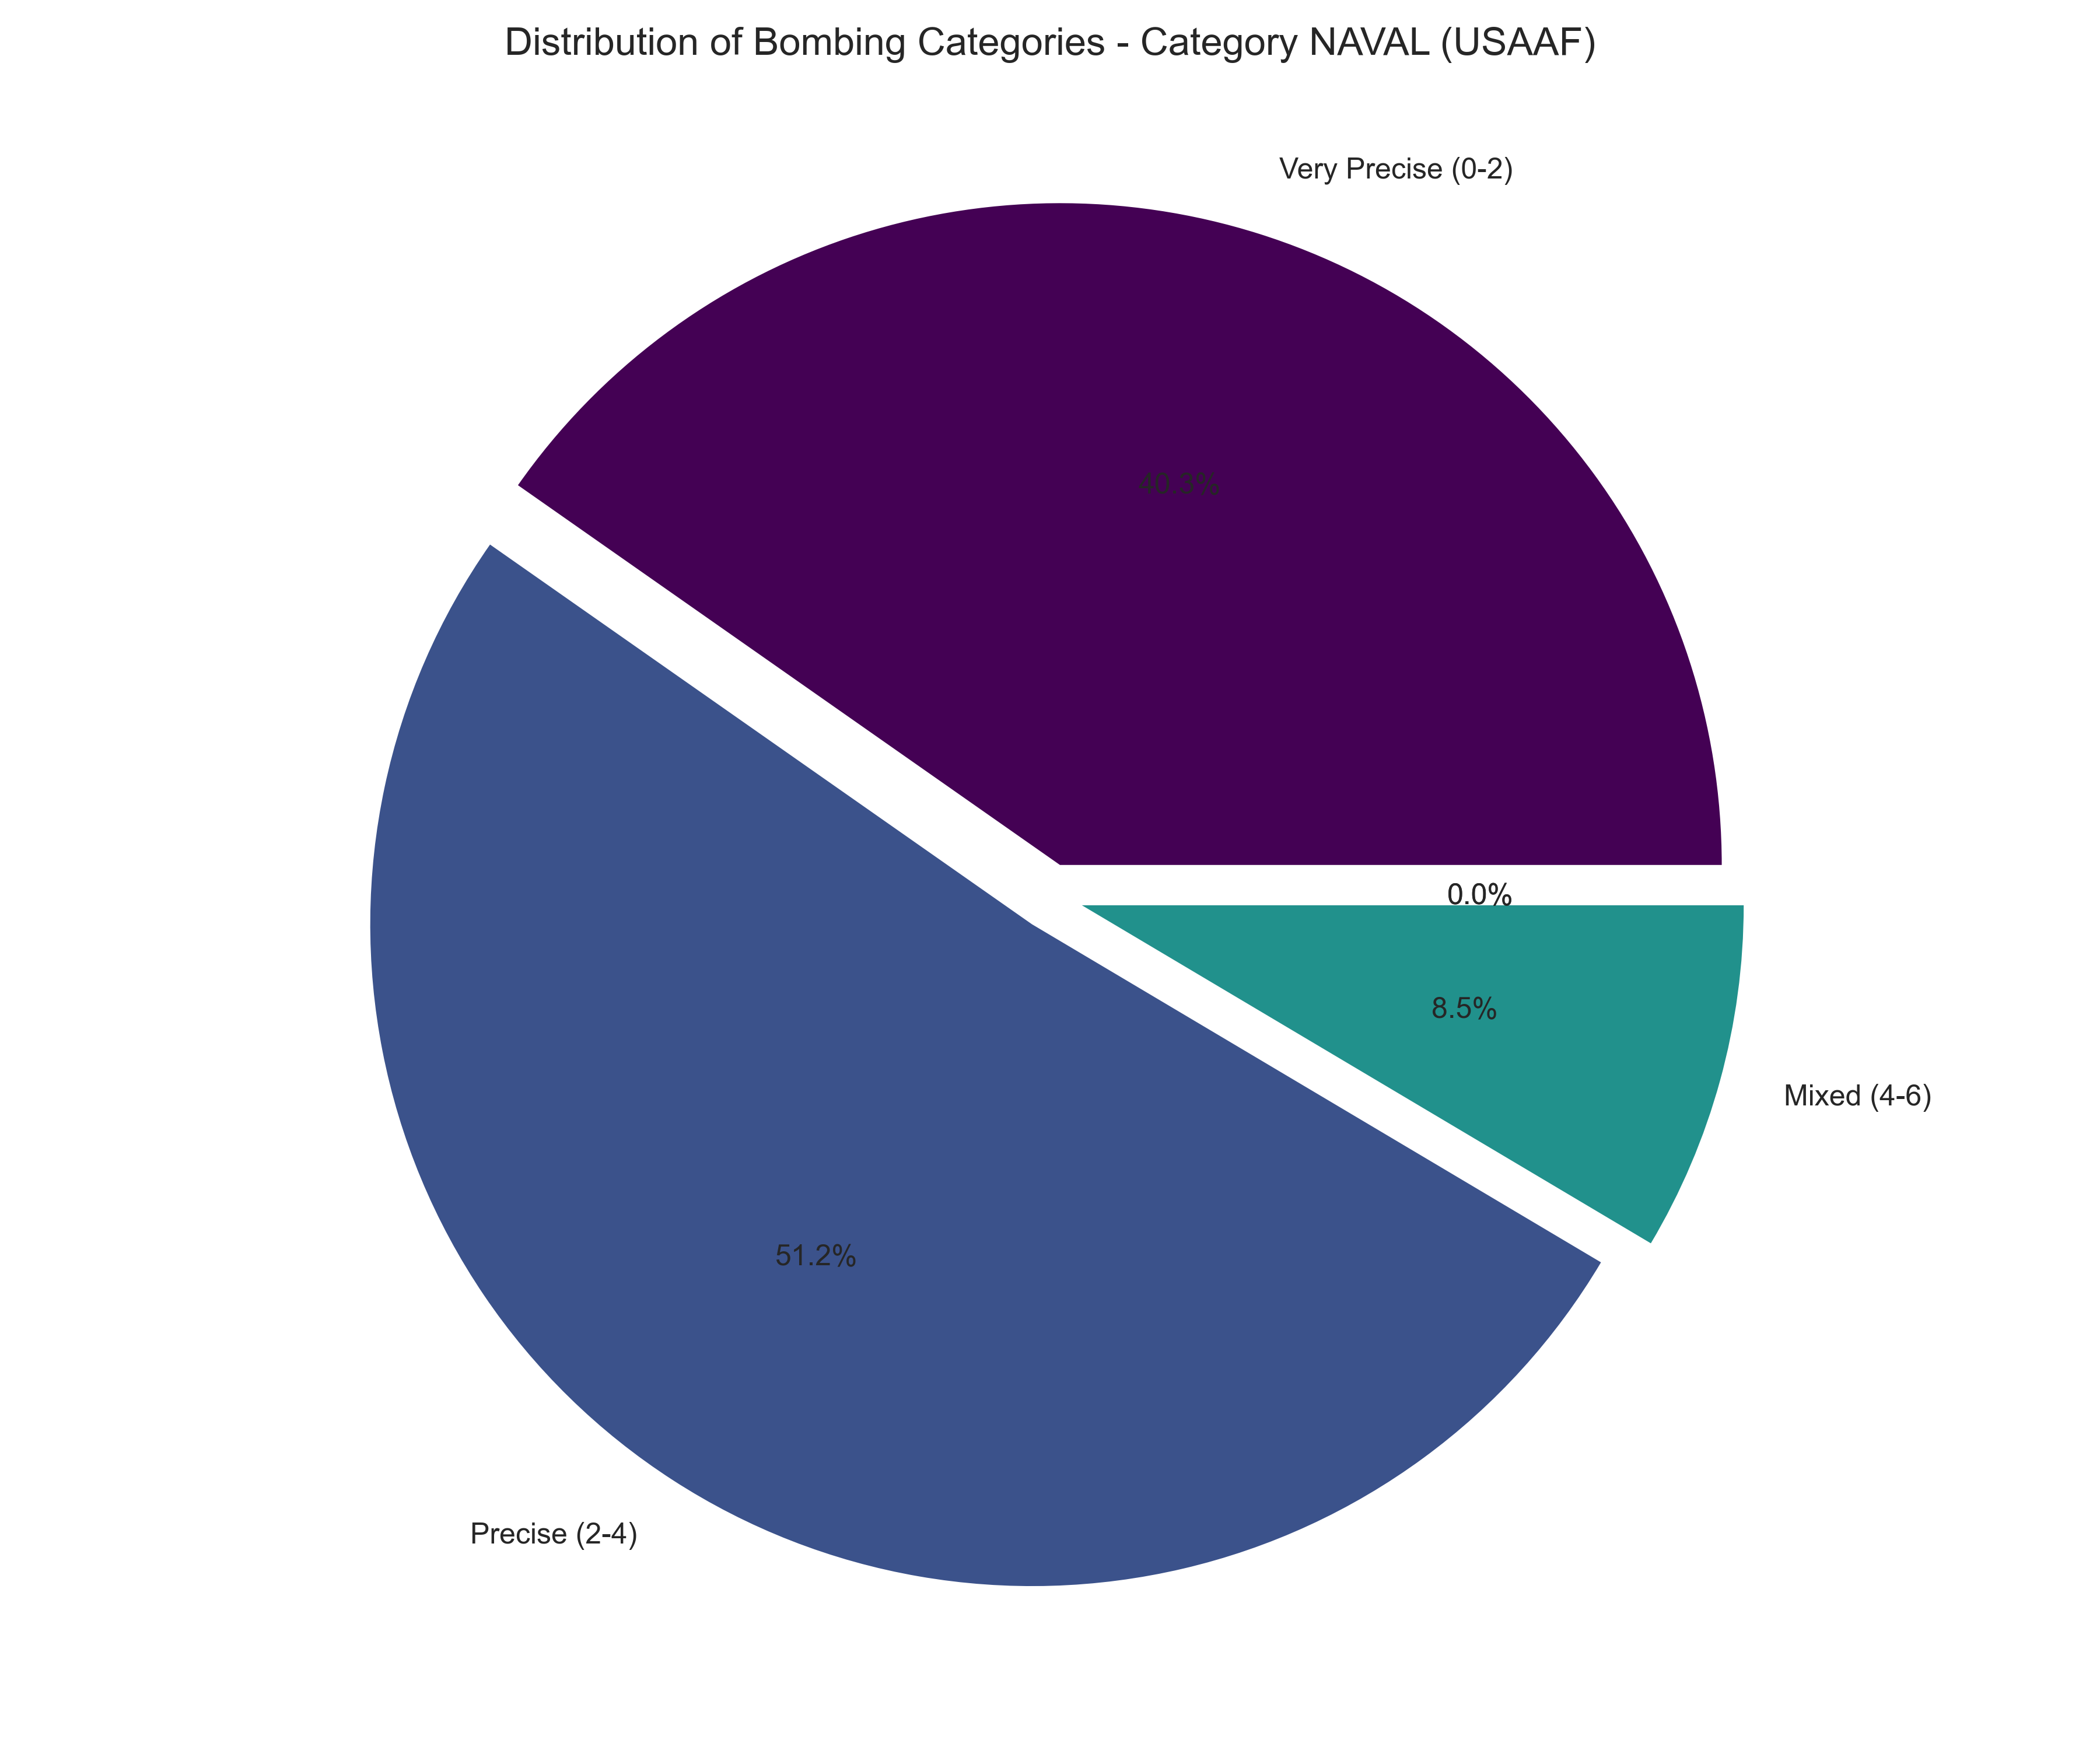 Distribution of Bombing Categories - Category NAVAL (USAAF)
Very Precise (0-2)
40.3%
0.0%
8.5%
Mixed (4-6)
51.2%
Precise (2-4)